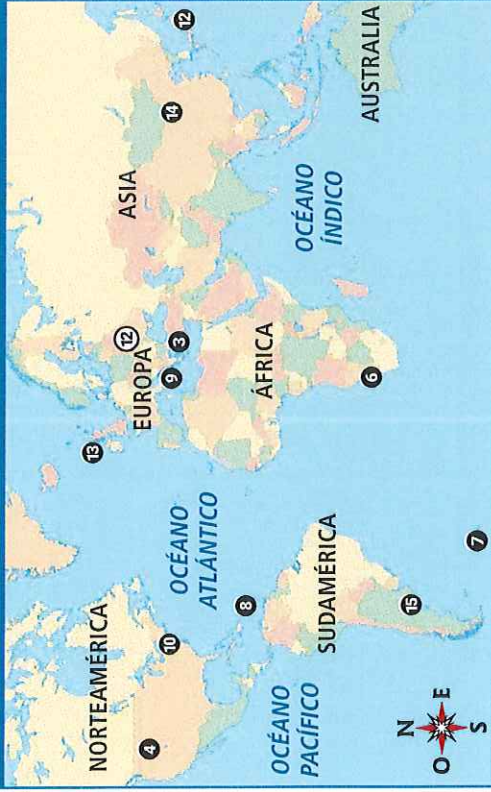 NORTEAMÉRICA
4
10
OCÉANO
ATLÁNTICO
8
OCÉANO
PACÍFICO
SUDAMÉRICA
15
7
13
EUROPA
12
9
3
ÁFRICA
6
ASIA
14
12
OCÉANO
ÍNDICO
AUSTRALIA
N
O E
S